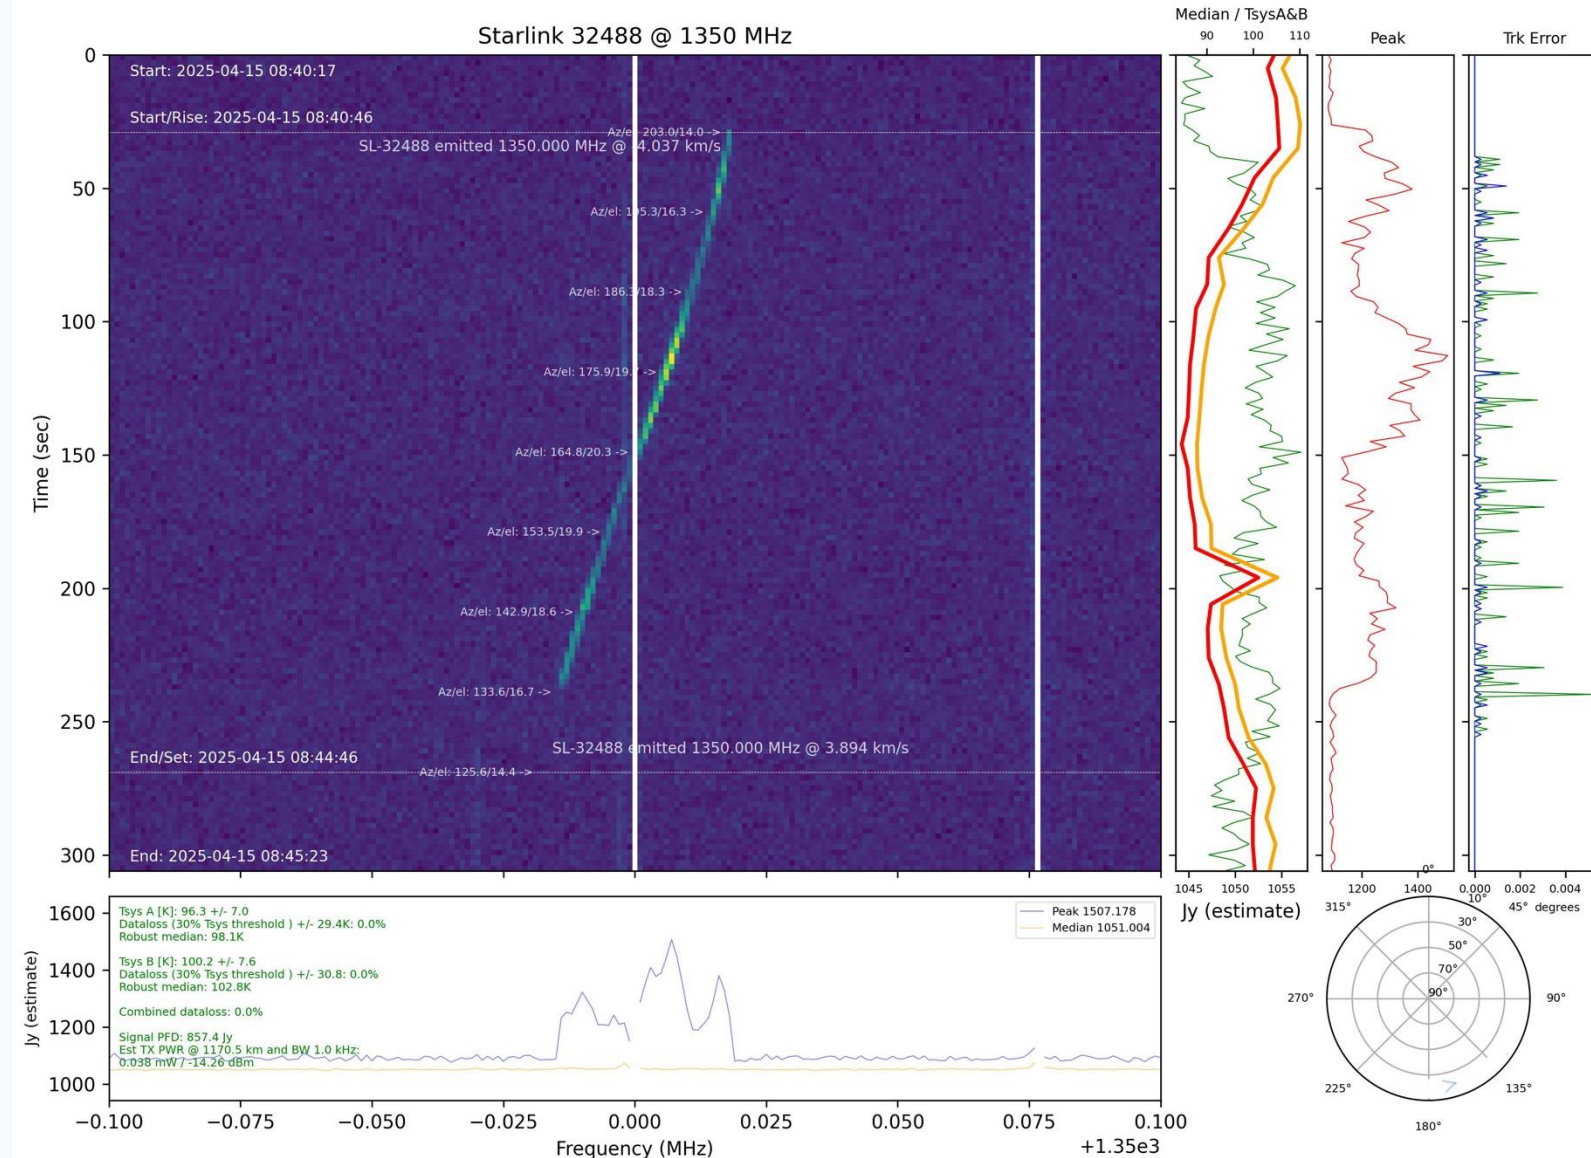 Starlink 32488 @ 1350 MHz
Start: 2025-04-15 08:40:17
Start/Rise: 2025-04-15 08:40:46
Az/el: 203.0/14.0 ->
SL-32488 emitted 1350.000 MHz @ 4.037 km/s
Az/el: 195.3/16.3 ->
Az/el: 186.3/18.3 ->
Az/el: 175.9/19.7 ->
Az/el: 164.8/20.3 ->
Az/el: 153.5/19.9 ->
Az/el: 142.9/18.6 ->
Az/el: 133.6/16.7 ->
SL-32488 emitted 1350.000 MHz @ 3.894 km/s
End/Set: 2025-04-15 08:44:46
Az/el: 125.6/14.4 ->
End: 2025-04-15 08:45:23
Time (sec)
0
50
100
150
200
250
300
Median / TsysA&B
90 100 110
1045 1050 1055
Jy (estimate)
Peak
1200 1400
Trk Error
0.000 0.002 0.004
degrees
Jy (estimate)
1600
1400
1200
1000
Tsys A [K]: 96.3 +/- 7.0
Dataloss (30% Tsys threshold ) +/- 29.4K: 0.0%
Robust median: 98.1K
Tsys B [K]: 100.2 +/- 7.6
Dataloss (30% Tsys threshold ) +/- 30.8: 0.0%
Robust median: 102.8K
Combined dataloss: 0.0%
Signal PFD: 857.4 Jy
Est TX PWR @ 1170.5 km and BW 1.0 kHz:
0.038 mW / -14.26 dBm
Peak 1507.178
Median 1051.004
−0.100 −0.075 −0.050 −0.025 0.000 0.025 0.050 0.075 0.100
Frequency (MHz)
+1.35e3
0°
45°
90°
135°
180°
225°
270°
315°
10°
30°
50°
70°
90°